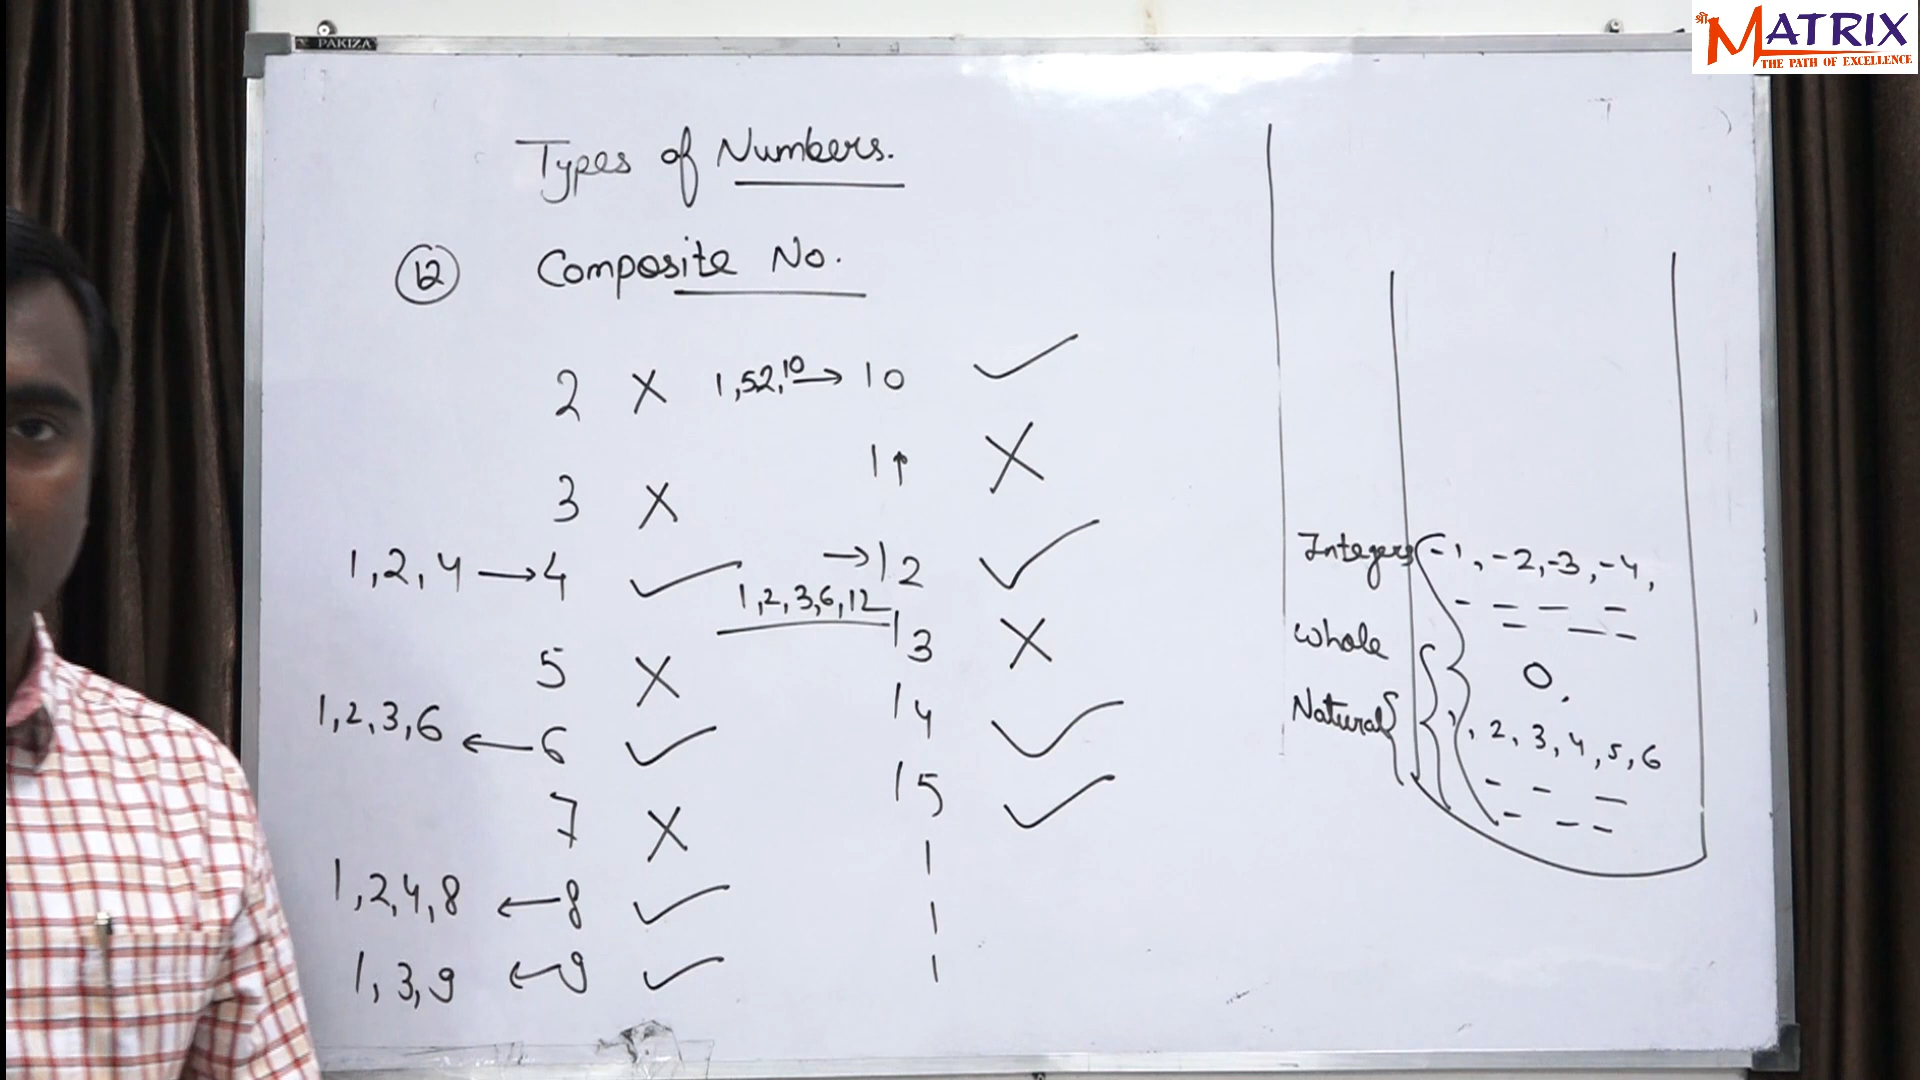 PAKIZA
श्री MATRIX
THE PATH OF EXCELLENCE
Types of Numbers.
12 Composite No.
2 X
3 X
1, 2, 4 → 4 ✓
5 X
1, 2, 3, 6 ← 6 ✓
7 X
1, 2, 4, 8 ← 8 ✓
1, 3, 9 ← 9 ✓
1, 52, 10 → 10 ✓
11 X
→ 12 ✓
1, 2, 3, 6, 12
13 X
14 ✓
15 ✓
Integers { -1, -2, -3, -4,
Whole { 0,
Natural { 1, 2, 3, 4, 5, 6